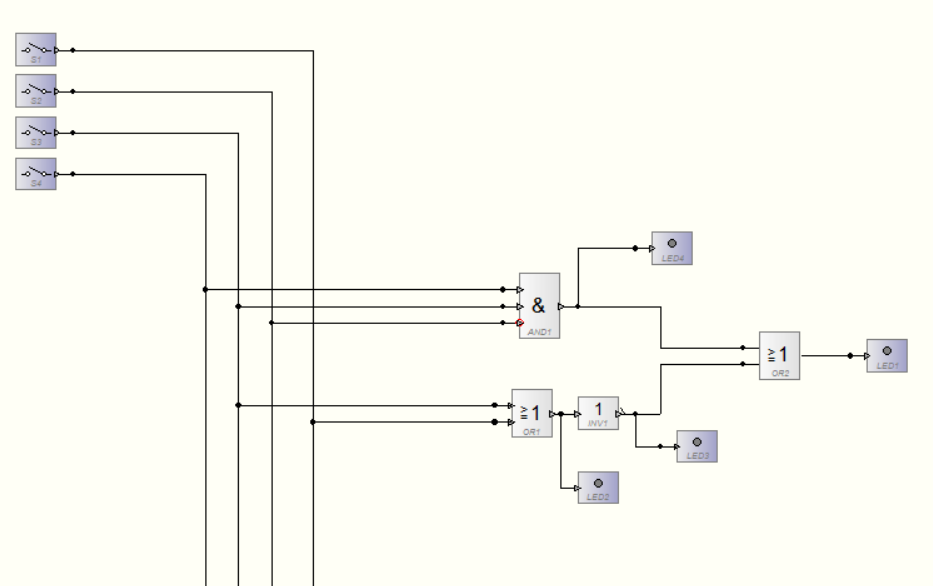 S1
S2
S3
S4
LED4
&
AND1
≥1
OR2
LED1
≥1
OR1
1
INV1
LED3
LED2